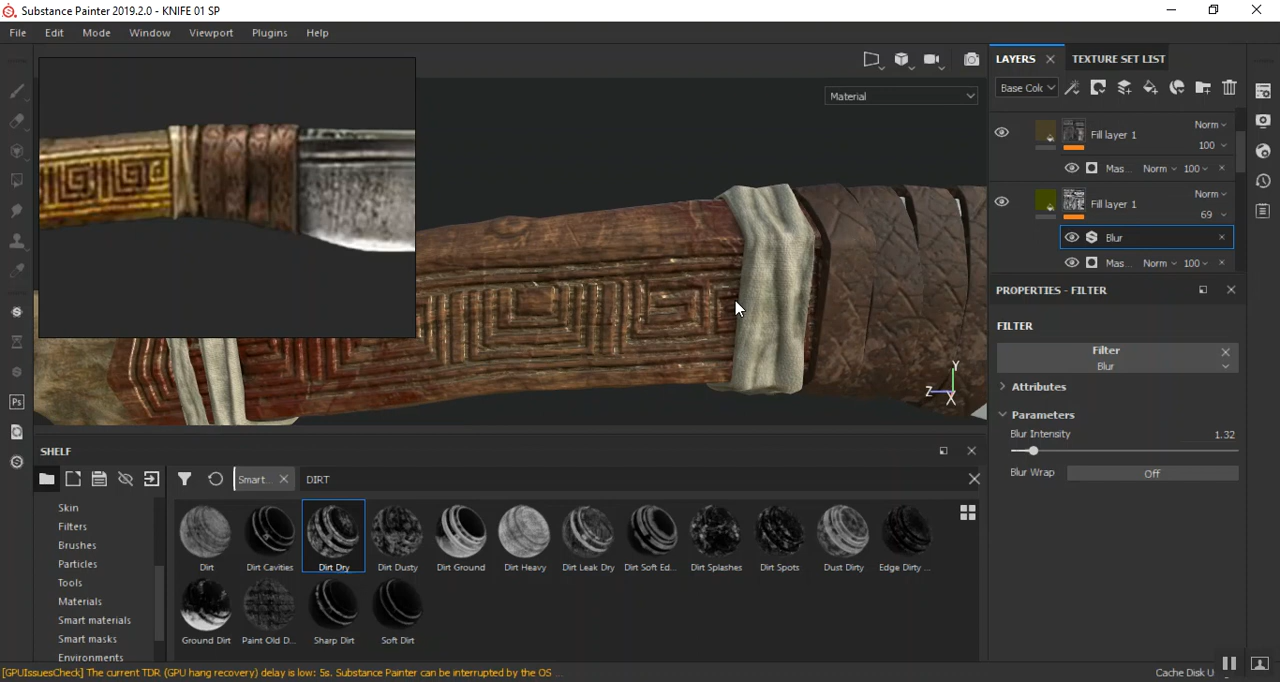 Substance Painter 2019.2.0 - KNIFE 01 SP
File Edit Mode Window Viewport Plugins Help
LAYERS
TEXTURE SET LIST
Material
Base Col
Norm
Fill layer 1
100
Mas... Norm 100
Norm
Fill layer 1
69
Blur
Mas... Norm 100
PROPERTIES - FILTER
FILTER
Filter
Blur
Attributes
Parameters
Blur Intensity 1.32
Blur Wrap Off
Y
Z
X
Ps
SHELF
Smart...
DIRT
Skin
Filters
Brushes
Particles
Tools
Materials
Smart materials
Smart masks
Environments
Dirt
Dirt Cavities
Dirt Dry
Dirt Dusty
Dirt Ground
Dirt Heavy
Dirt Leak Dry
Dirt Soft Ed...
Dirt Splashes
Dirt Spots
Dust Dirty
Edge Dirty ...
Ground Dirt
Paint Old D...
Sharp Dirt
Soft Dirt
[GPUIssuesCheck] The current TDR (GPU hang recovery) delay is low: 5s. Substance Painter can be interrupted by the OS ...
Cache Disk U